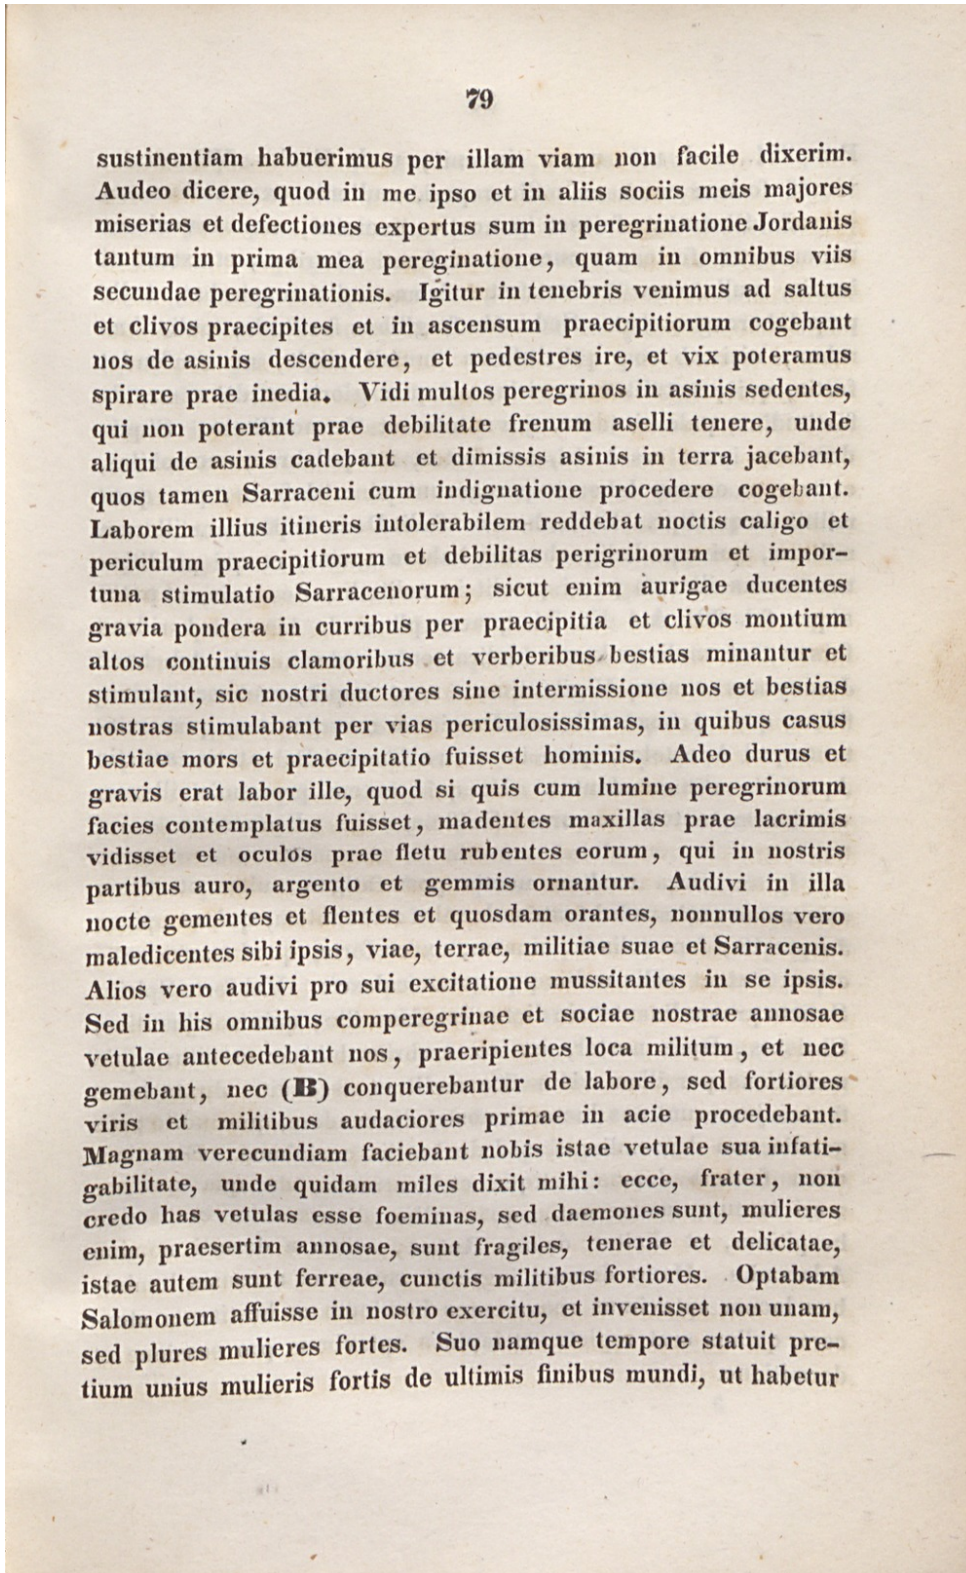 79
sustinentiam habuerimus per illam viam non facile dixerim.
Audeo dicere, quod in me ipso et in aliis sociis meis majores
miserias et defectiones expertus sum in peregrinatione Jordanis
tantum in prima mea pereginatione, quam in omnibus viis
secundae peregrinationis. Igitur in tenebris venimus ad saltus
et clivos praecipites et in ascensum praecipitiorum cogebant
nos de asinis descendere, et pedestres ire, et vix poteramus
spirare prae inedia. Vidi multos peregrinos in asinis sedentes,
qui non poterant prae debilitate frenum aselli tenere, unde
aliqui de asinis cadebant et dimissis asinis in terra jacebant,
quos tamen Sarraceni cum indignatione procedere cogebant.
Laborem illius itineris intolerabilem reddebat noctis caligo et
periculum praecipitiorum et debilitas perigrinorum et impor-
tuna stimulatio Sarracenorum; sicut enim aurigae ducentes
gravia pondera in curribus per praecipitia et clivos montium
altos continuis clamoribus et verberibus bestias minantur et
stimulant, sic nostri ductores sine intermissione nos et bestias
nostras stimulabant per vias periculosissimas, in quibus casus
bestiae mors et praecipitatio fuisset hominis. Adeo durus et
gravis erat labor ille, quod si quis cum lumine peregrinorum
facies contemplatus fuisset, madentes maxillas prae lacrimis
vidisset et oculos prae fletu rubentes eorum, qui in nostris
partibus auro, argento et gemmis ornantur. Audivi in illa
nocte gementes et flentes et quosdam orantes, nonnullos vero
maledicentes sibi ipsis, viae, terrae, militiae suae et Sarracenis.
Alios vero audivi pro sui excitatione mussitantes in se ipsis.
Sed in his omnibus comperegrinae et sociae nostrae annosae
vetulae antecedebant nos, praeripientes loca militum, et nec
gemebant, nec (B) conquerebantur de labore, sed fortiores
viris et militibus audaciores primae in acie procedebant.
Magnam verecundiam faciebant nobis istae vetulae sua infati-
gabilitate, unde quidam miles dixit mihi: ecce, frater, non
credo has vetulas esse foeminas, sed daemones sunt, mulieres
enim, praesertim annosae, sunt fragiles, tenerae et delicatae,
istae autem sunt ferreae, cunctis militibus fortiores. Optabam
Salomonem affuisse in nostro exercitu, et invenisset non unam,
sed plures mulieres fortes. Suo namque tempore statuit pre-
tium unius mulieris fortis de ultimis finibus mundi, ut habetur